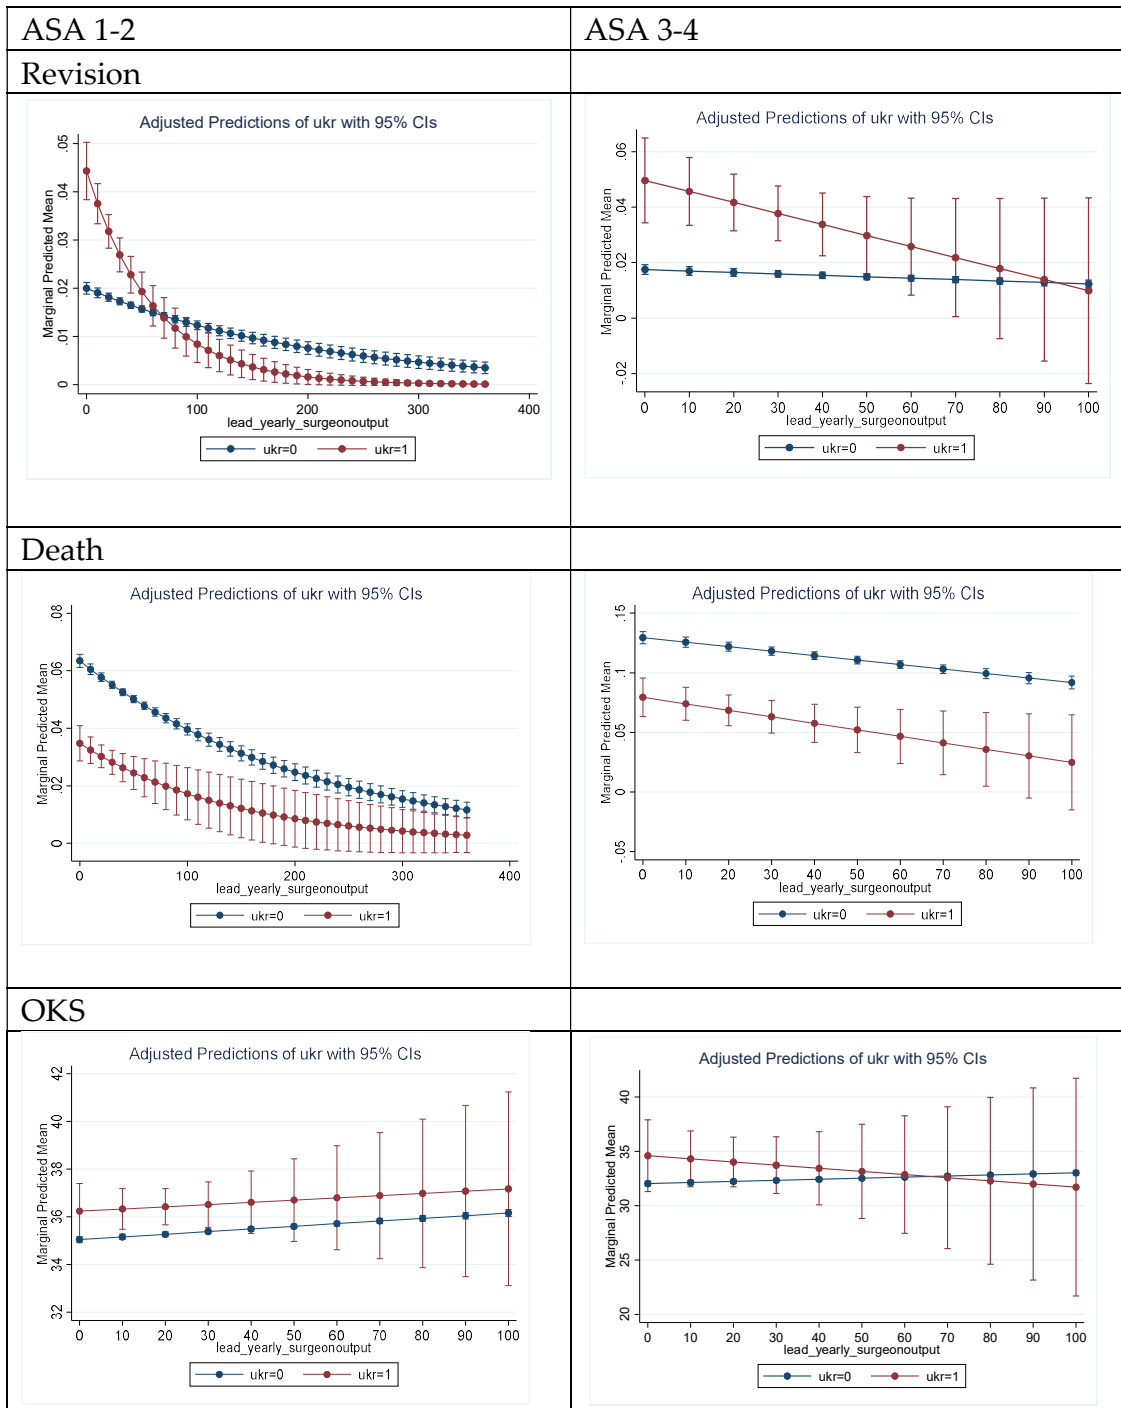 ASA 1-2
ASA 3-4
Revision
Adjusted Predictions of ukr with 95% CIs
Marginal Predicted Mean
.05
.04
.03
.02
.01
0
0 100 200 300 400
lead_yearly_surgeonoutput
ukr=0 ukr=1
Adjusted Predictions of ukr with 95% CIs
Marginal Predicted Mean
.06
.04
.02
0
-.02
0 10 20 30 40 50 60 70 80 90 100
lead_yearly_surgeonoutput
ukr=0 ukr=1
Death
Adjusted Predictions of ukr with 95% CIs
Marginal Predicted Mean
.08
.06
.04
.02
0
0 100 200 300 400
lead_yearly_surgeonoutput
ukr=0 ukr=1
Adjusted Predictions of ukr with 95% CIs
Marginal Predicted Mean
.15
.1
.05
0
-.05
0 10 20 30 40 50 60 70 80 90 100
lead_yearly_surgeonoutput
ukr=0 ukr=1
OKS
Adjusted Predictions of ukr with 95% CIs
Marginal Predicted Mean
42
40
38
36
34
32
0 10 20 30 40 50 60 70 80 90 100
lead_yearly_surgeonoutput
ukr=0 ukr=1
Adjusted Predictions of ukr with 95% CIs
Marginal Predicted Mean
40
35
30
25
20
0 10 20 30 40 50 60 70 80 90 100
lead_yearly_surgeonoutput
ukr=0 ukr=1